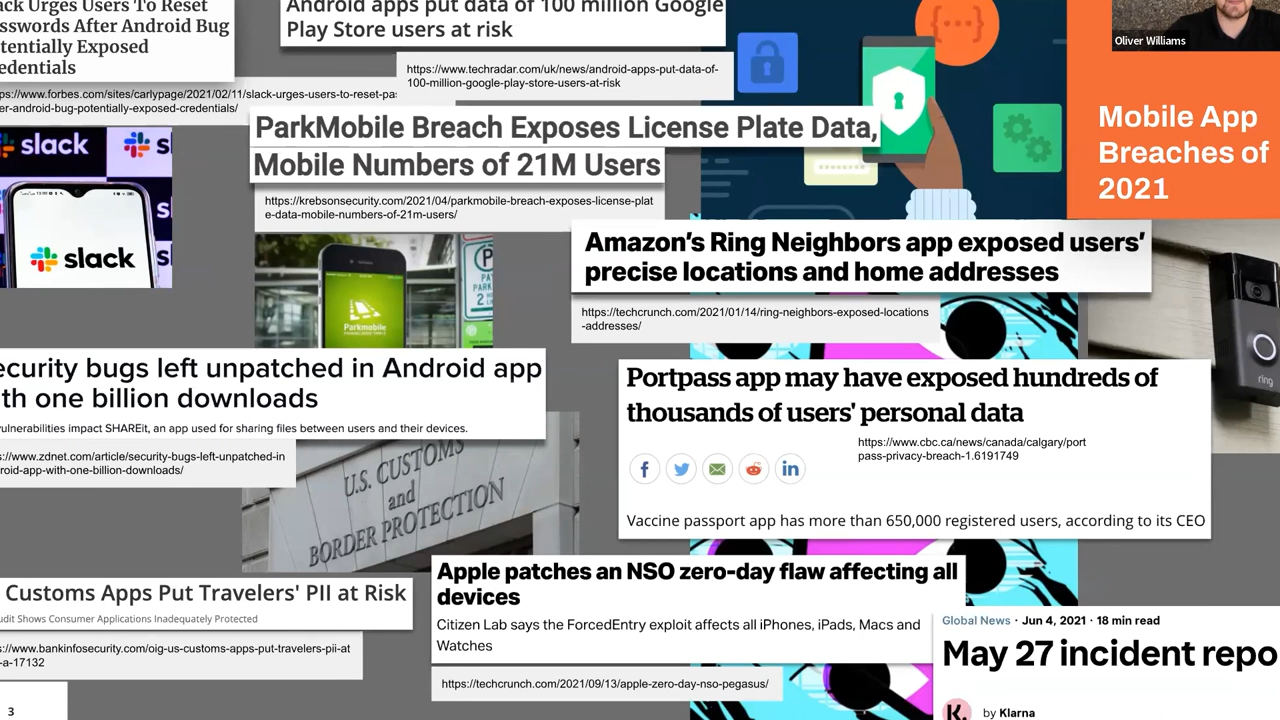 ack Urges Users To Reset
sswords After Android Bug
tentially Exposed
edentials
ps://www.forbes.com/sites/carlypage/2021/02/11/slack-urges-users-to-reset-pa
er-android-bug-potentially-exposed-credentials/
Android apps put data of 100 million Google
Play Store users at risk
https://www.techradar.com/uk/news/android-apps-put-data-of-
100-million-google-play-store-users-at-risk
Oliver Williams
Mobile App
Breaches of
2021
ParkMobile Breach Exposes License Plate Data,
Mobile Numbers of 21M Users
https://krebsonsecurity.com/2021/04/parkmobile-breach-exposes-license-plat
e-data-mobile-numbers-of-21m-users/
slack
sl
slack
Parkmobile
Amazon's Ring Neighbors app exposed users'
precise locations and home addresses
https://techcrunch.com/2021/01/14/ring-neighbors-exposed-locations
-addresses/
ring
ecurity bugs left unpatched in Android app
th one billion downloads
vulnerabilities impact SHAREit, an app used for sharing files between users and their devices.
s://www.zdnet.com/article/security-bugs-left-unpatched-in
roid-app-with-one-billion-downloads/
Portpass app may have exposed hundreds of
thousands of users' personal data
https://www.cbc.ca/news/canada/calgary/port
pass-privacy-breach-1.6191749
Vaccine passport app has more than 650,000 registered users, according to its CEO
U.S. CUSTOMS
and
BORDER PROTECTION
Customs Apps Put Travelers' PII at Risk
udit Shows Consumer Applications Inadequately Protected
s://www.bankinfosecurity.com/oig-us-customs-apps-put-travelers-pii-at
-a-17132
Apple patches an NSO zero-day flaw affecting all
devices
Citizen Lab says the ForcedEntry exploit affects all iPhones, iPads, Macs and
Watches
https://techcrunch.com/2021/09/13/apple-zero-day-nso-pegasus/
Global News · Jun 4, 2021 · 18 min read
May 27 incident repo
K.
by Klarna
3